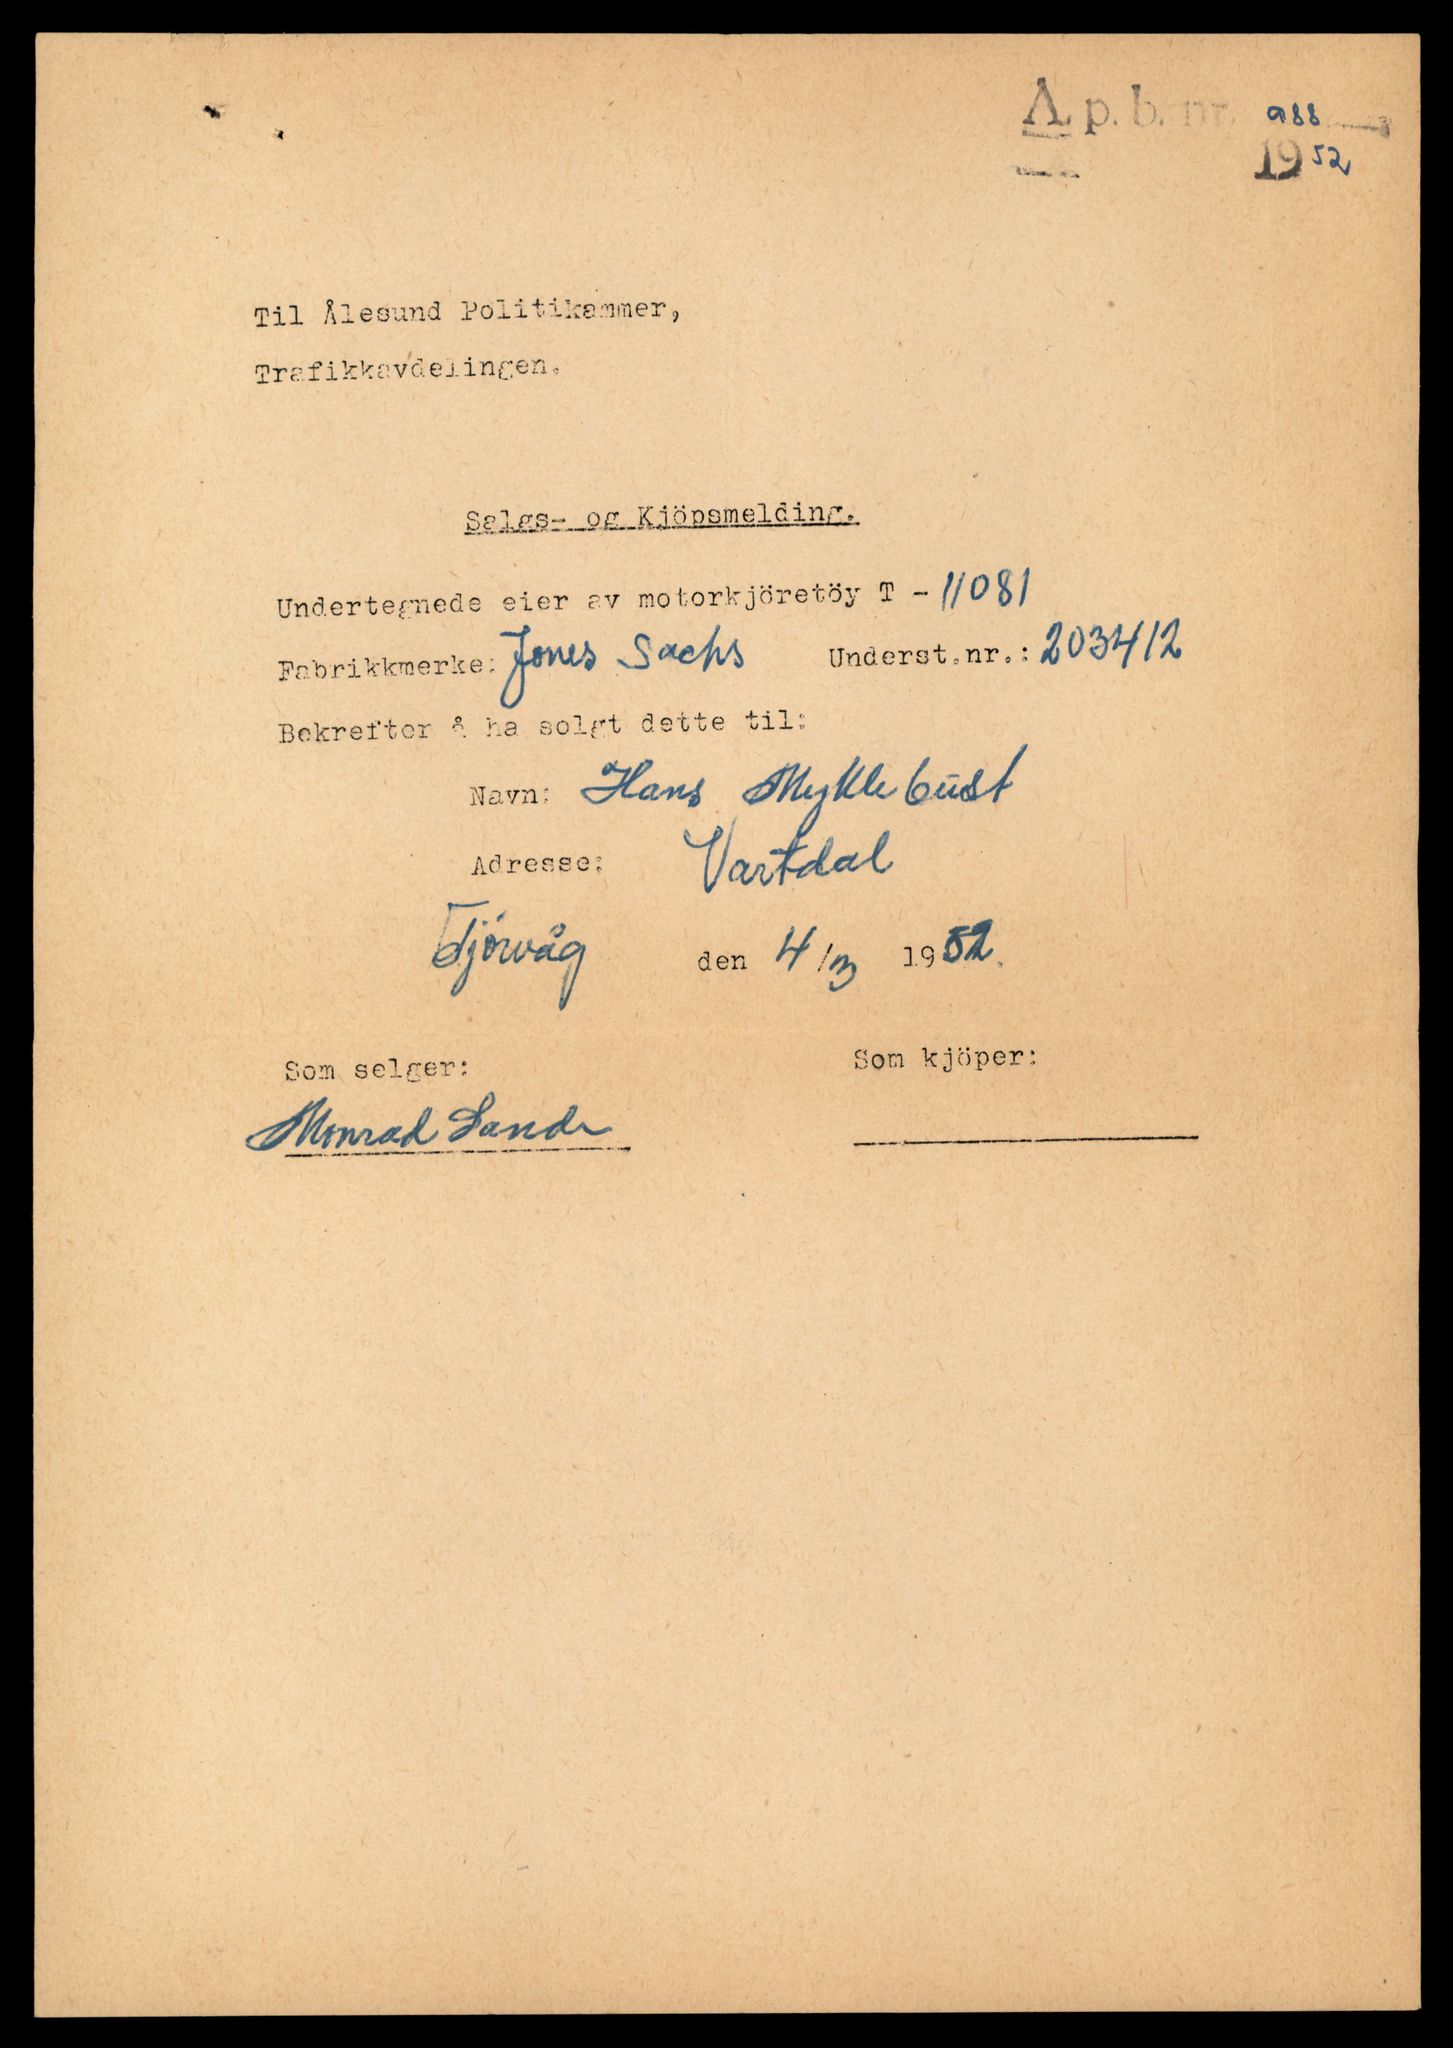 A.p.b. nr. 988
1952
Til Ålesund Politikammer,
Trafikkavdelingen.
Salgs- og Kjöpsmelding.
Undertegnede eier av motorkjöretöy T - 11081
Fabrikkmerke: Jones Sachs Underst.nr.: 203412
Bekrefter å ha solgt dette til:
Navn: Hans Myklebust
Adresse: Vartdal
Tjörvåg den 4/3 1952.
Som selger: Som kjöper:
Monrad Sande